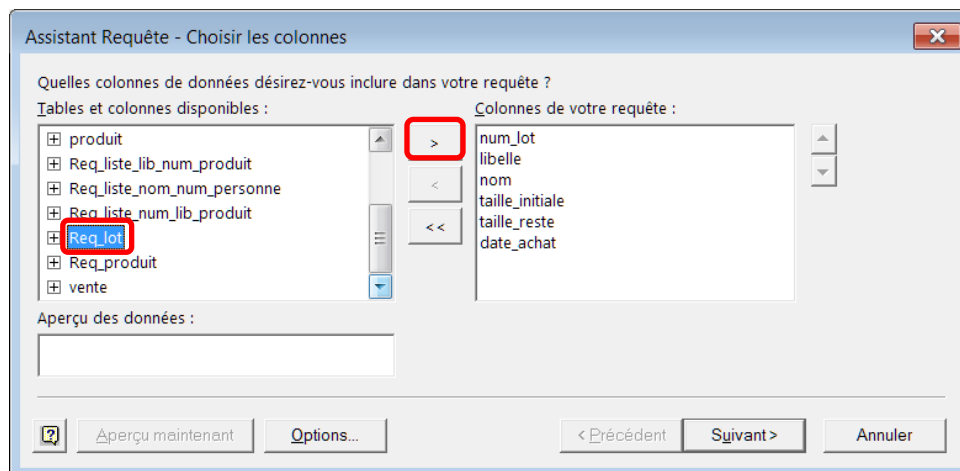 Assistant Requête - Choisir les colonnes
Quelles colonnes de données désirez-vous inclure dans votre requête ?
Tables et colonnes disponibles :
produit
Req_liste_lib_num_produit
Req_liste_nom_num_personne
Req_liste_num_lib_produit
Req_lot
Req_produit
vente
>
<
<<
Colonnes de votre requête :
num_lot
libelle
nom
taille_initiale
taille_reste
date_achat
Aperçu des données :
Aperçu maintenant
Options...
< Précédent
Suivant >
Annuler